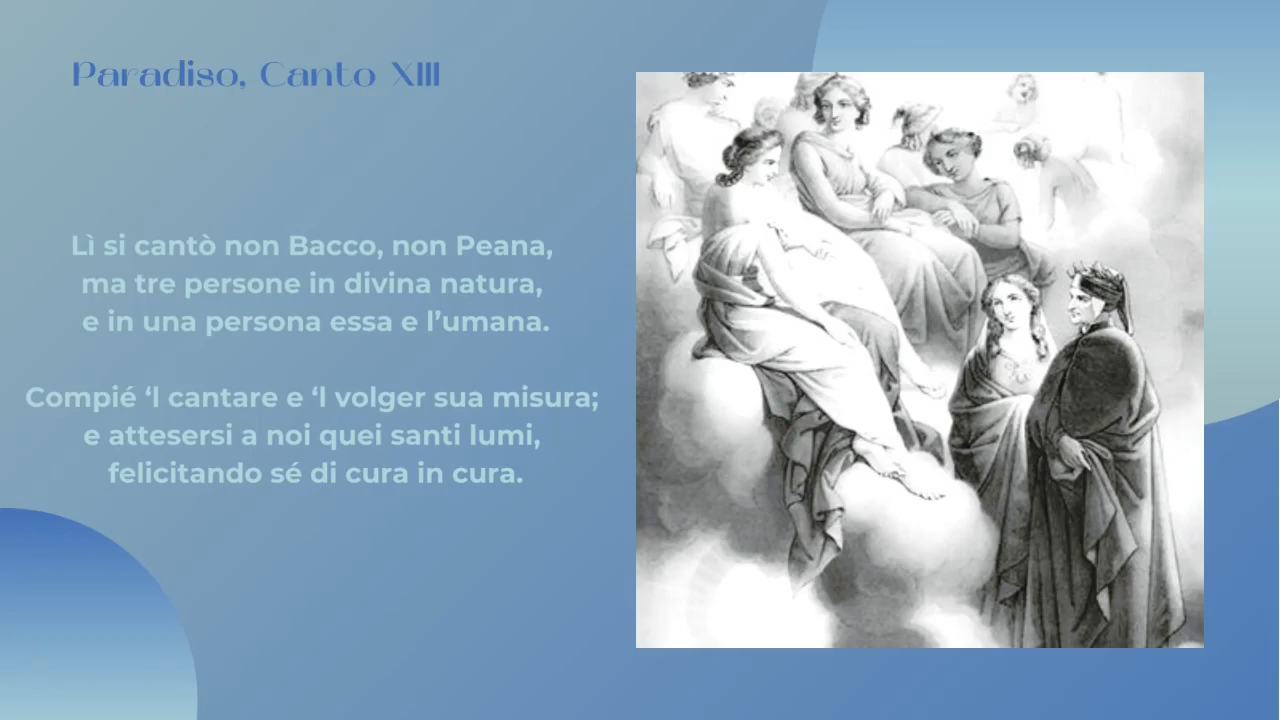 Paradiso, Canto XIII
Lì si cantò non Bacco, non Peana,
ma tre persone in divina natura,
e in una persona essa e l’umana.
Compié ‘l cantare e ‘l volger sua misura;
e attesersi a noi quei santi lumi,
felicitando sé di cura in cura.